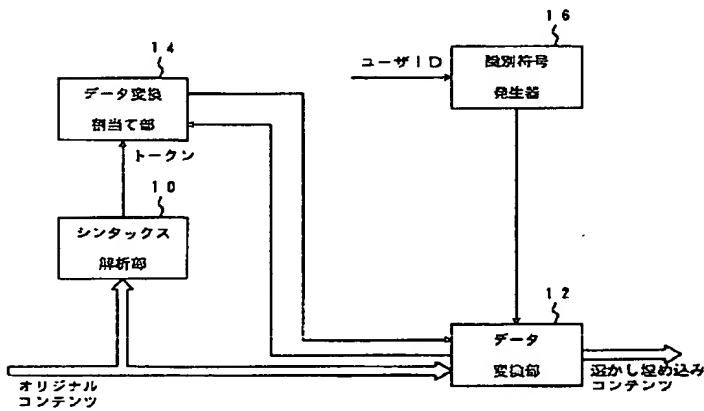 14
データ変換
割当て部
トークン
10
シンタックス
解析部
オリジナル
コンテンツ
16
ユーザID
識別符号
発生器
12
データ
変換部
透かし埋め込み
コンテンツ